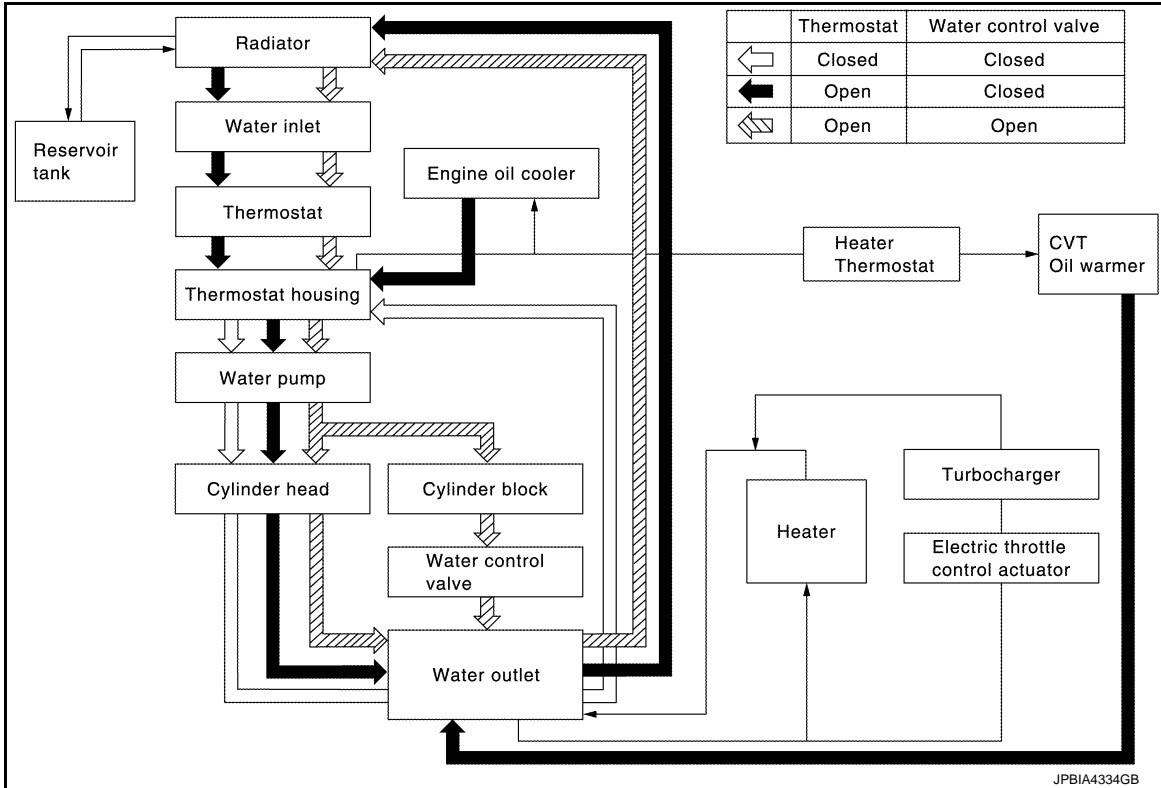 Radiator
Thermostat Water control valve
Closed Closed
Open Closed
Open Open
Water inlet
Reservoir
tank
Engine oil cooler
Thermostat
Heater
Thermostat
CVT
Oil warmer
Thermostat housing
Water pump
Cylinder head
Cylinder block
Turbocharger
Heater
Water control
valve
Electric throttle
control actuator
Water outlet
JPBIA4334GB